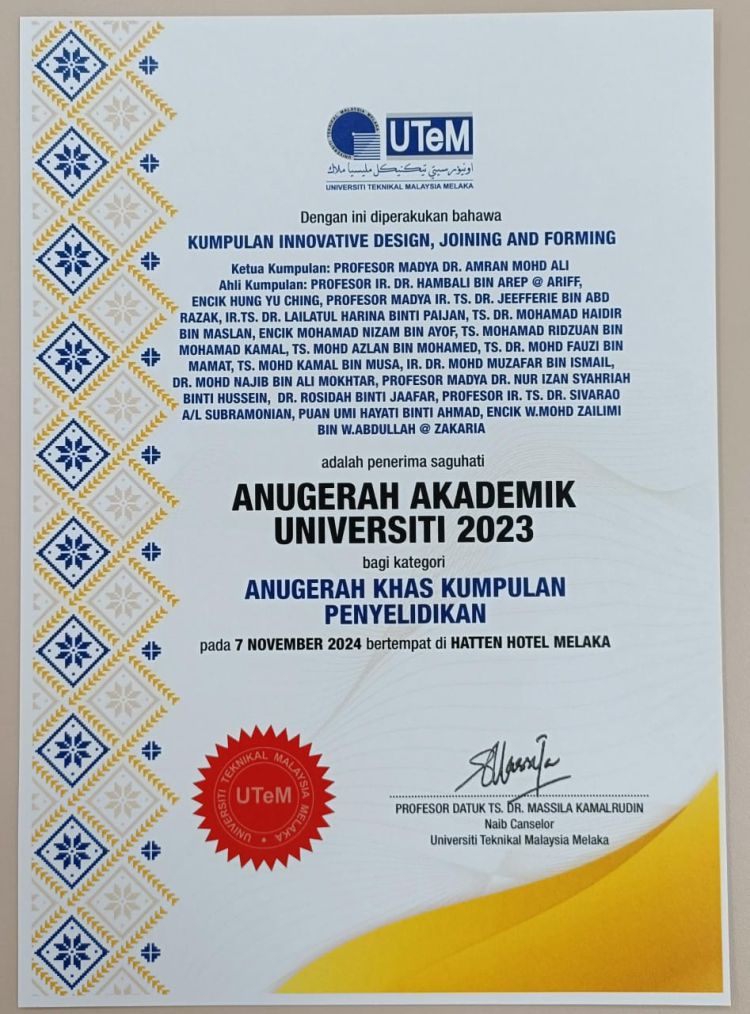 UNIVERSITI TEKNIKAL MALAYSIA MELAKA
UTeM
اونيۏرسيتي تيكنيكل مليسيا ملاك
UNIVERSITI TEKNIKAL MALAYSIA MELAKA
Dengan ini diperakukan bahawa
KUMPULAN INNOVATIVE DESIGN, JOINING AND FORMING
Ketua Kumpulan: PROFESOR MADYA DR. AMRAN MOHD ALI
Ahli Kumpulan: PROFESOR IR. DR. HAMBALI BIN AREP @ ARIFF,
ENCIK HUNG YU CHING, PROFESOR MADYA IR. TS. DR. JEEFFERIE BIN ABD
RAZAK, IR.TS. DR. LAILATUL HARINA BINTI PAIJAN, TS. DR. MOHAMAD HAIDIR
BIN MASLAN, ENCIK MOHAMAD NIZAM BIN AYOF, TS. MOHAMAD RIDZUAN BIN
MOHAMAD KAMAL, TS. MOHD AZLAN BIN MOHAMED, TS. DR. MOHD FAUZI BIN
MAMAT, TS. MOHD KAMAL BIN MUSA, IR. DR. MOHD MUZAFAR BIN ISMAIL,
DR. MOHD NAJIB BIN ALI MOKHTAR, PROFESOR MADYA DR. NUR IZAN SYAHRIAH
BINTI HUSSEIN, DR. ROSIDAH BINTI JAAFAR, PROFESOR IR. TS. DR. SIVARAO
A/L SUBRAMONIAN, PUAN UMI HAYATI BINTI AHMAD, ENCIK W.MOHD ZAILIMI
BIN W.ABDULLAH @ ZAKARIA
adalah penerima saguhati
ANUGERAH AKADEMIK
UNIVERSITI 2023
bagi kategori
ANUGERAH KHAS KUMPULAN
PENYELIDIKAN
pada 7 NOVEMBER 2024 bertempat di HATTEN HOTEL MELAKA
UNIVERSITI TEKNIKAL MALAYSIA MELAKA
UTeM
PROFESOR DATUK TS. DR. MASSILA KAMALRUDIN
Naib Canselor
Universiti Teknikal Malaysia Melaka